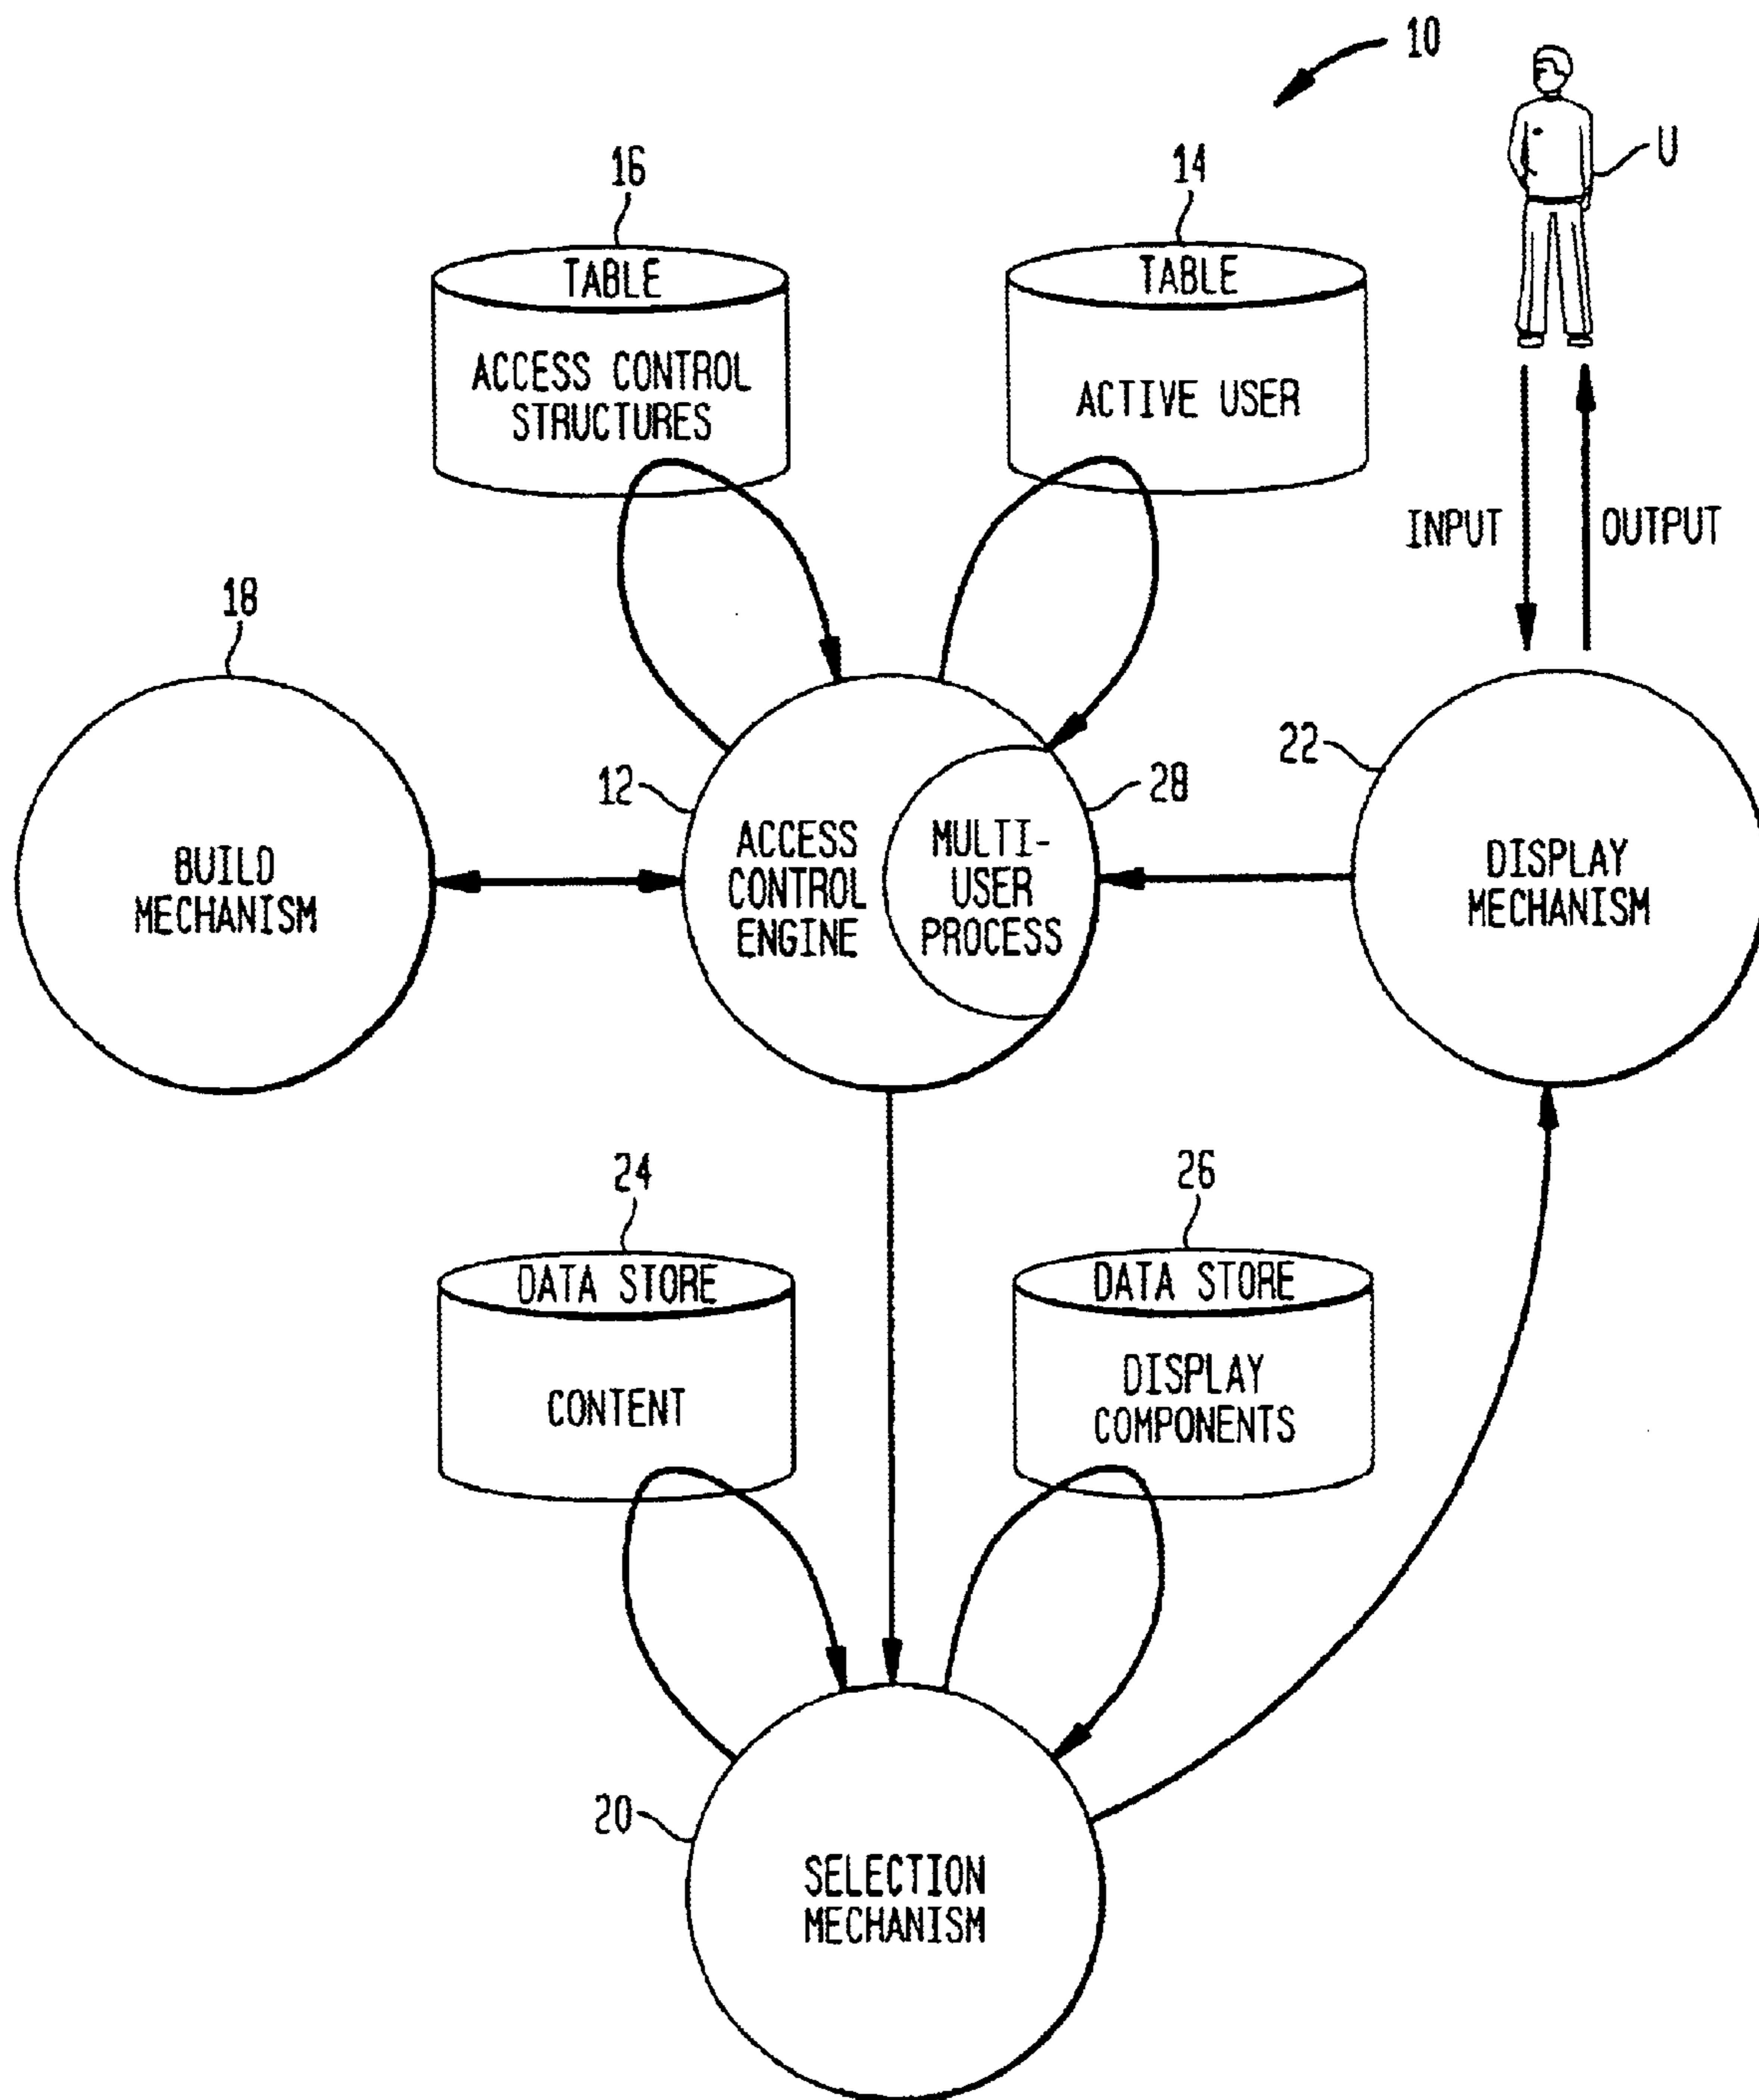 10
U
16
14
TABLE
ACCESS CONTROL
STRUCTURES
TABLE
ACTIVE USER
INPUT
OUTPUT
18
BUILD
MECHANISM
12
ACCESS
CONTROL
ENGINE
28
MULTI-
USER
PROCESS
22
DISPLAY
MECHANISM
24
DATA STORE
CONTENT
26
DATA STORE
DISPLAY
COMPONENTS
20
SELECTION
MECHANISM